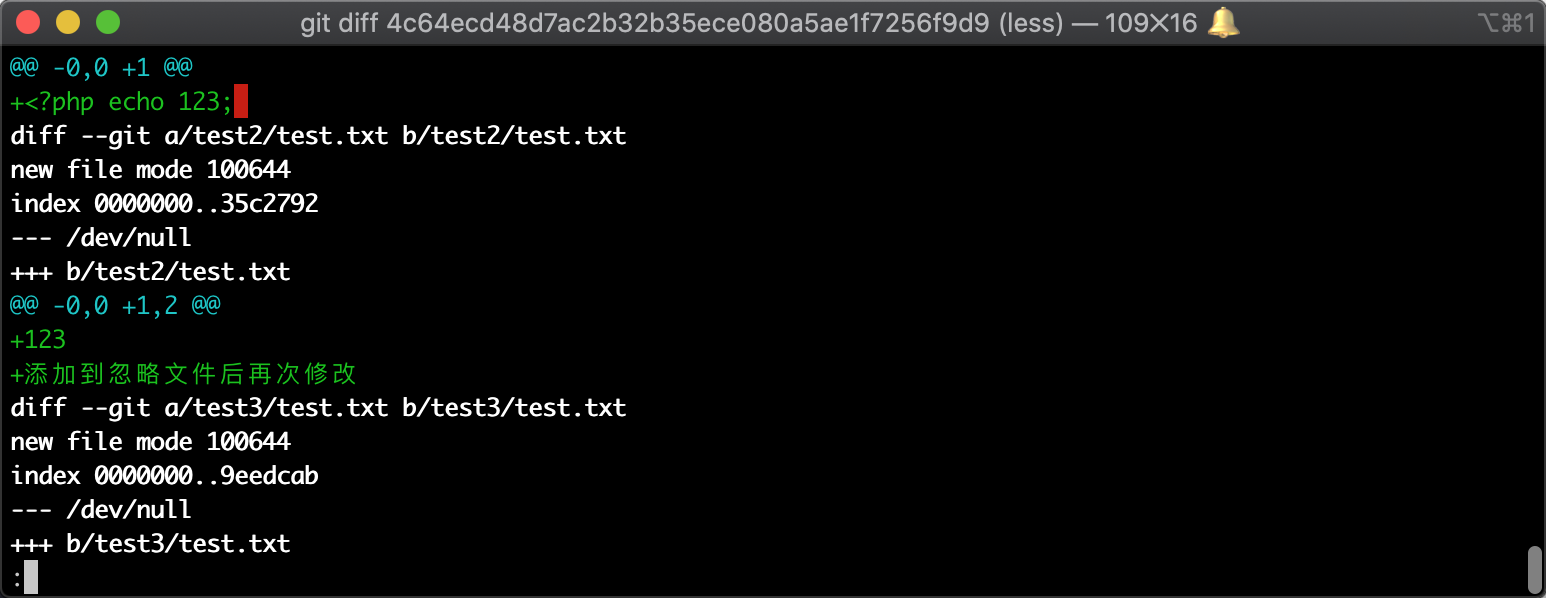 git diff 4c64ecd48d7ac2b32b35ece080a5ae1f7256f9d9 (less) — 109×16 🔔 ⌥⌘1
@@ -0,0 +1 @@
+<?php echo 123;
diff --git a/test2/test.txt b/test2/test.txt
new file mode 100644
index 0000000..35c2792
--- /dev/null
+++ b/test2/test.txt
@@ -0,0 +1,2 @@
+123
+添加到忽略文件后再次修改
diff --git a/test3/test.txt b/test3/test.txt
new file mode 100644
index 0000000..9eedcab
--- /dev/null
+++ b/test3/test.txt
: